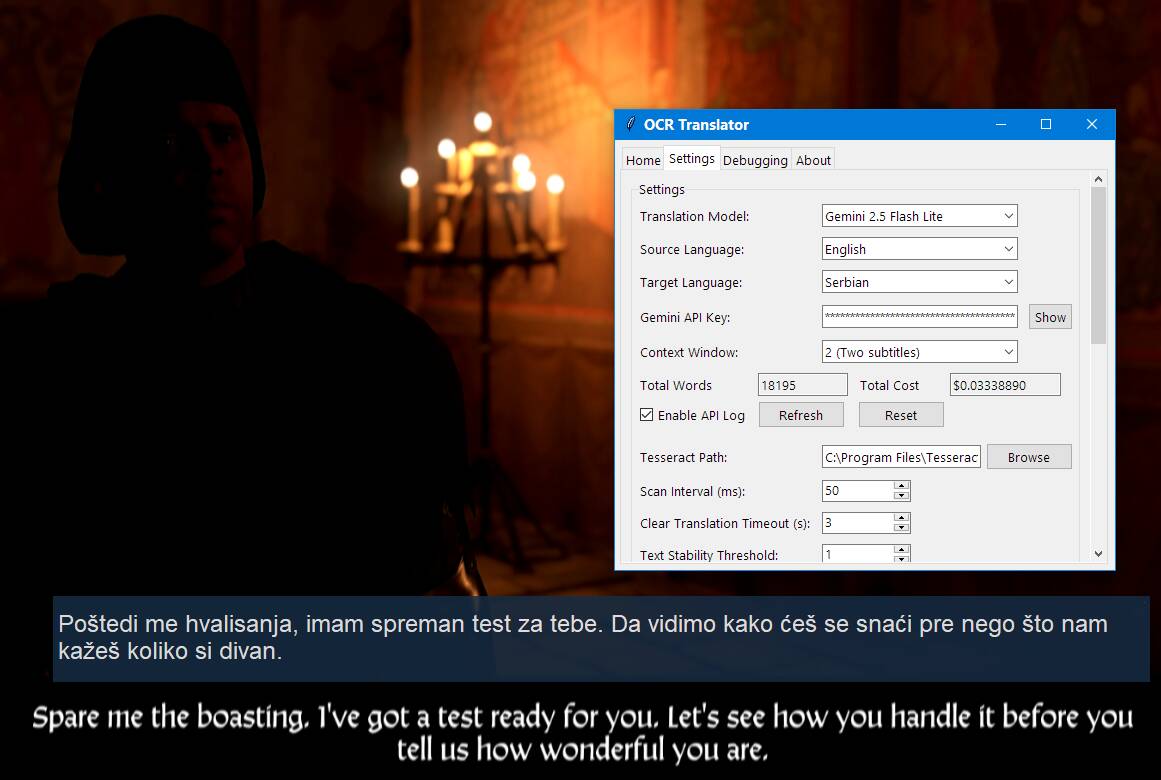 OCR Translator
Home Settings Debugging About
Settings
Translation Model: Gemini 2.5 Flash Lite
Source Language: English
Target Language: Serbian
Gemini API Key: **************************************** Show
Context Window: 2 (Two subtitles)
Total Words 18195 Total Cost $0.03338890
Enable API Log Refresh Reset
Tesseract Path: C:\Program Files\Tesserac Browse
Scan Interval (ms): 50
Clear Translation Timeout (s): 3
Text Stability Threshold: 1
Poštedi me hvalisanja, imam spreman test za tebe. Da vidimo kako ćeš se snaći pre nego što nam
kažeš koliko si divan.
Spare me the boasting. I've got a test ready for you. Let's see how you handle it before you
tell us how wonderful you are.